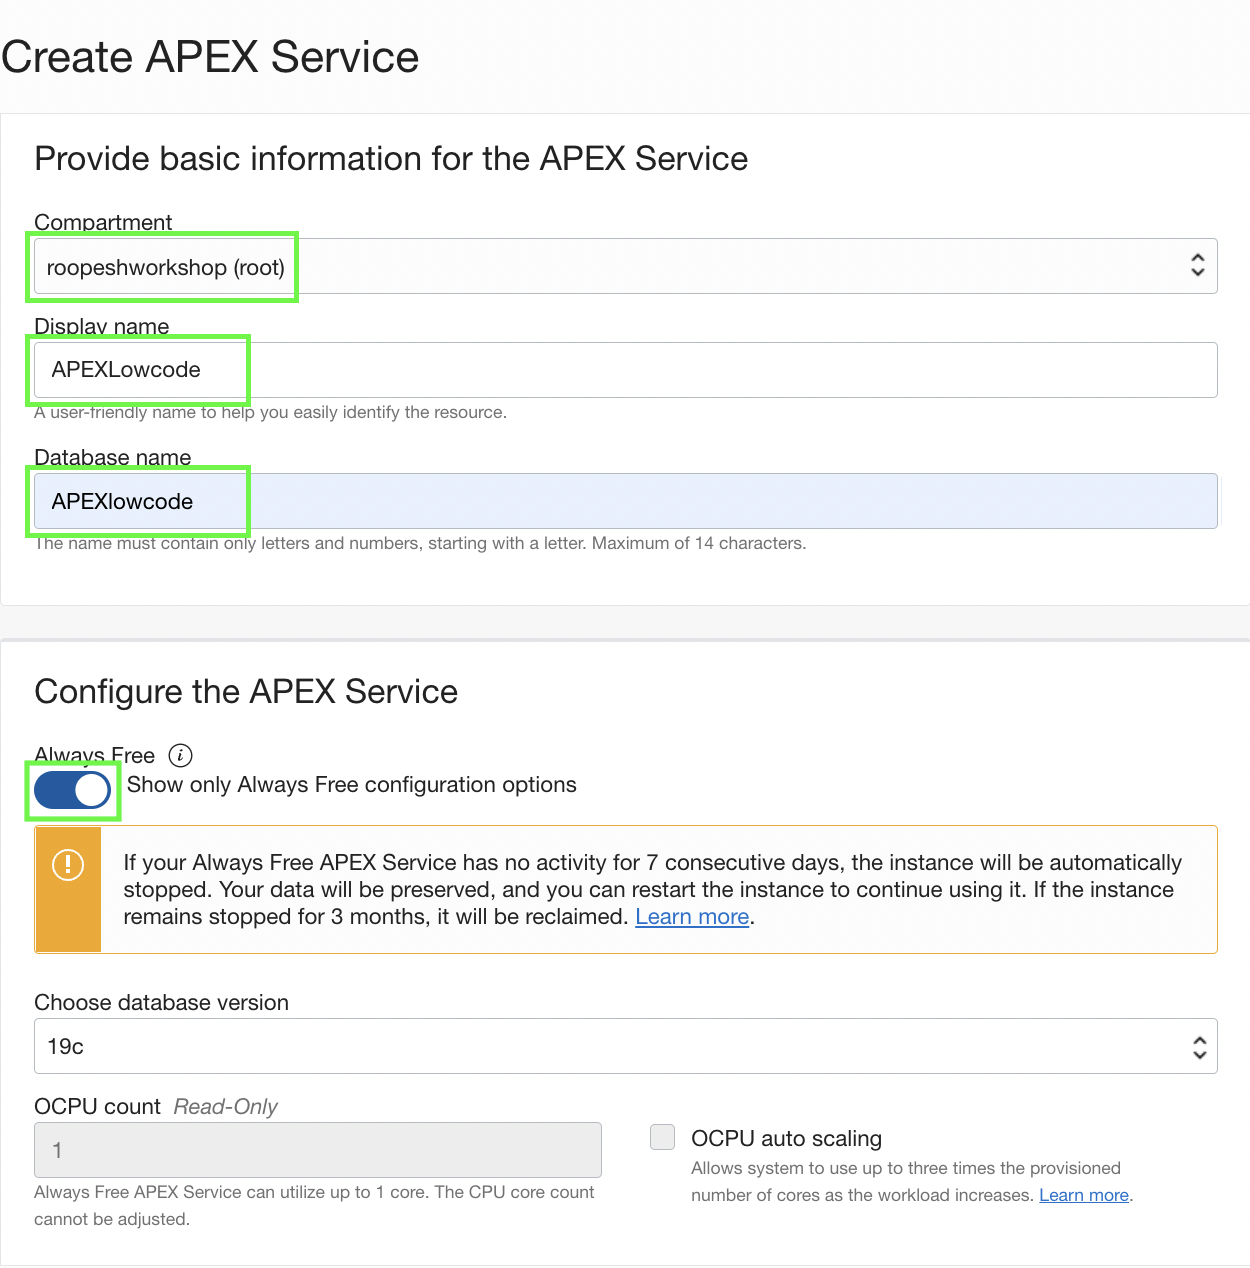 Create APEX Service
Provide basic information for the APEX Service
Compartment
roopeshworkshop (root)
Display name
APEXLowcode
A user-friendly name to help you easily identify the resource.
Database name
APEXlowcode
The name must contain only letters and numbers, starting with a letter. Maximum of 14 characters.
Configure the APEX Service
Always Free
Show only Always Free configuration options
If your Always Free APEX Service has no activity for 7 consecutive days, the instance will be automatically
stopped. Your data will be preserved, and you can restart the instance to continue using it. If the instance
remains stopped for 3 months, it will be reclaimed. Learn more.
Choose database version
19c
OCPU count Read-Only
1
Always Free APEX Service can utilize up to 1 core. The CPU core count
cannot be adjusted.
OCPU auto scaling
Allows system to use up to three times the provisioned
number of cores as the workload increases. Learn more.